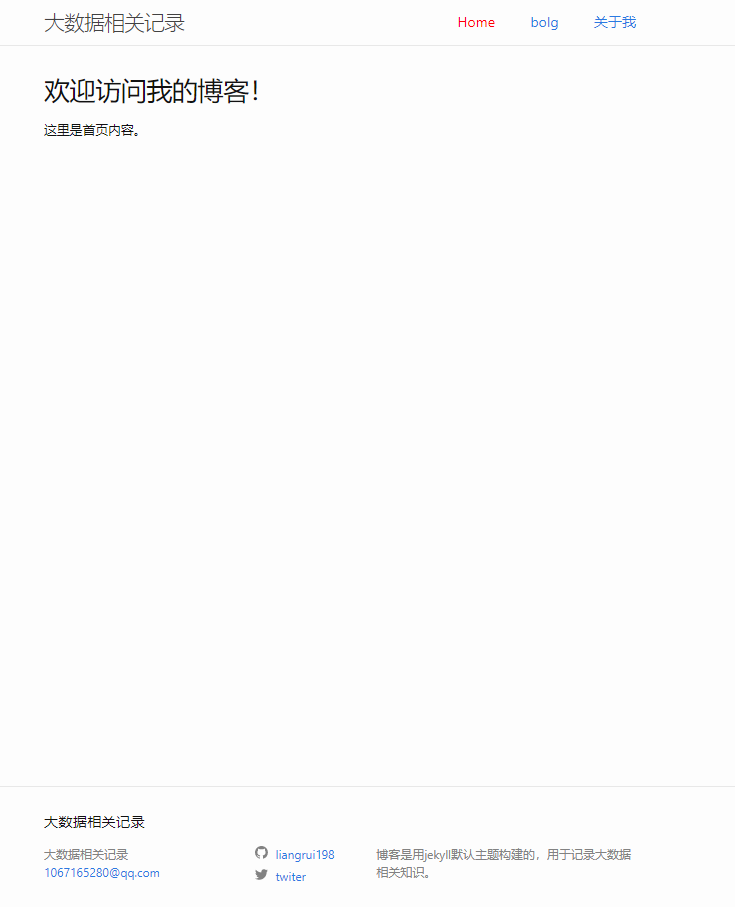 大数据相关记录
Home
bolg
关于我
欢迎访问我的博客！
这里是首页内容。
大数据相关记录
大数据相关记录
1067165280@qq.com
liangrui198
twiter
博客是用jekyll默认主题构建的，用于记录大数据
相关知识。